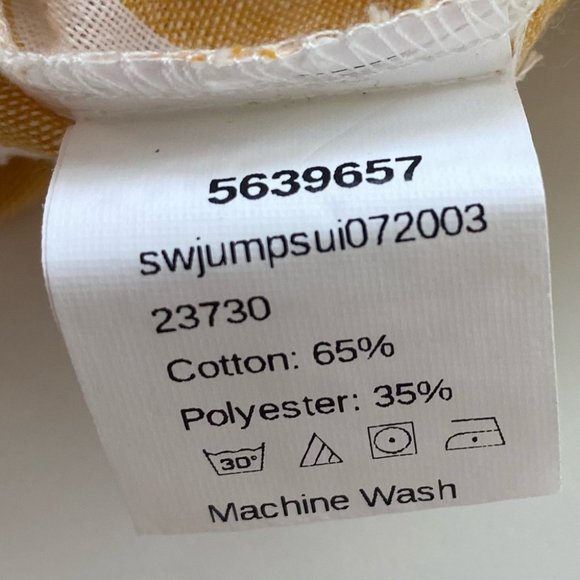 5639657
swjumpsui072003
23730
Cotton: 65%
Polyester: 35%
30°
Machine Wash